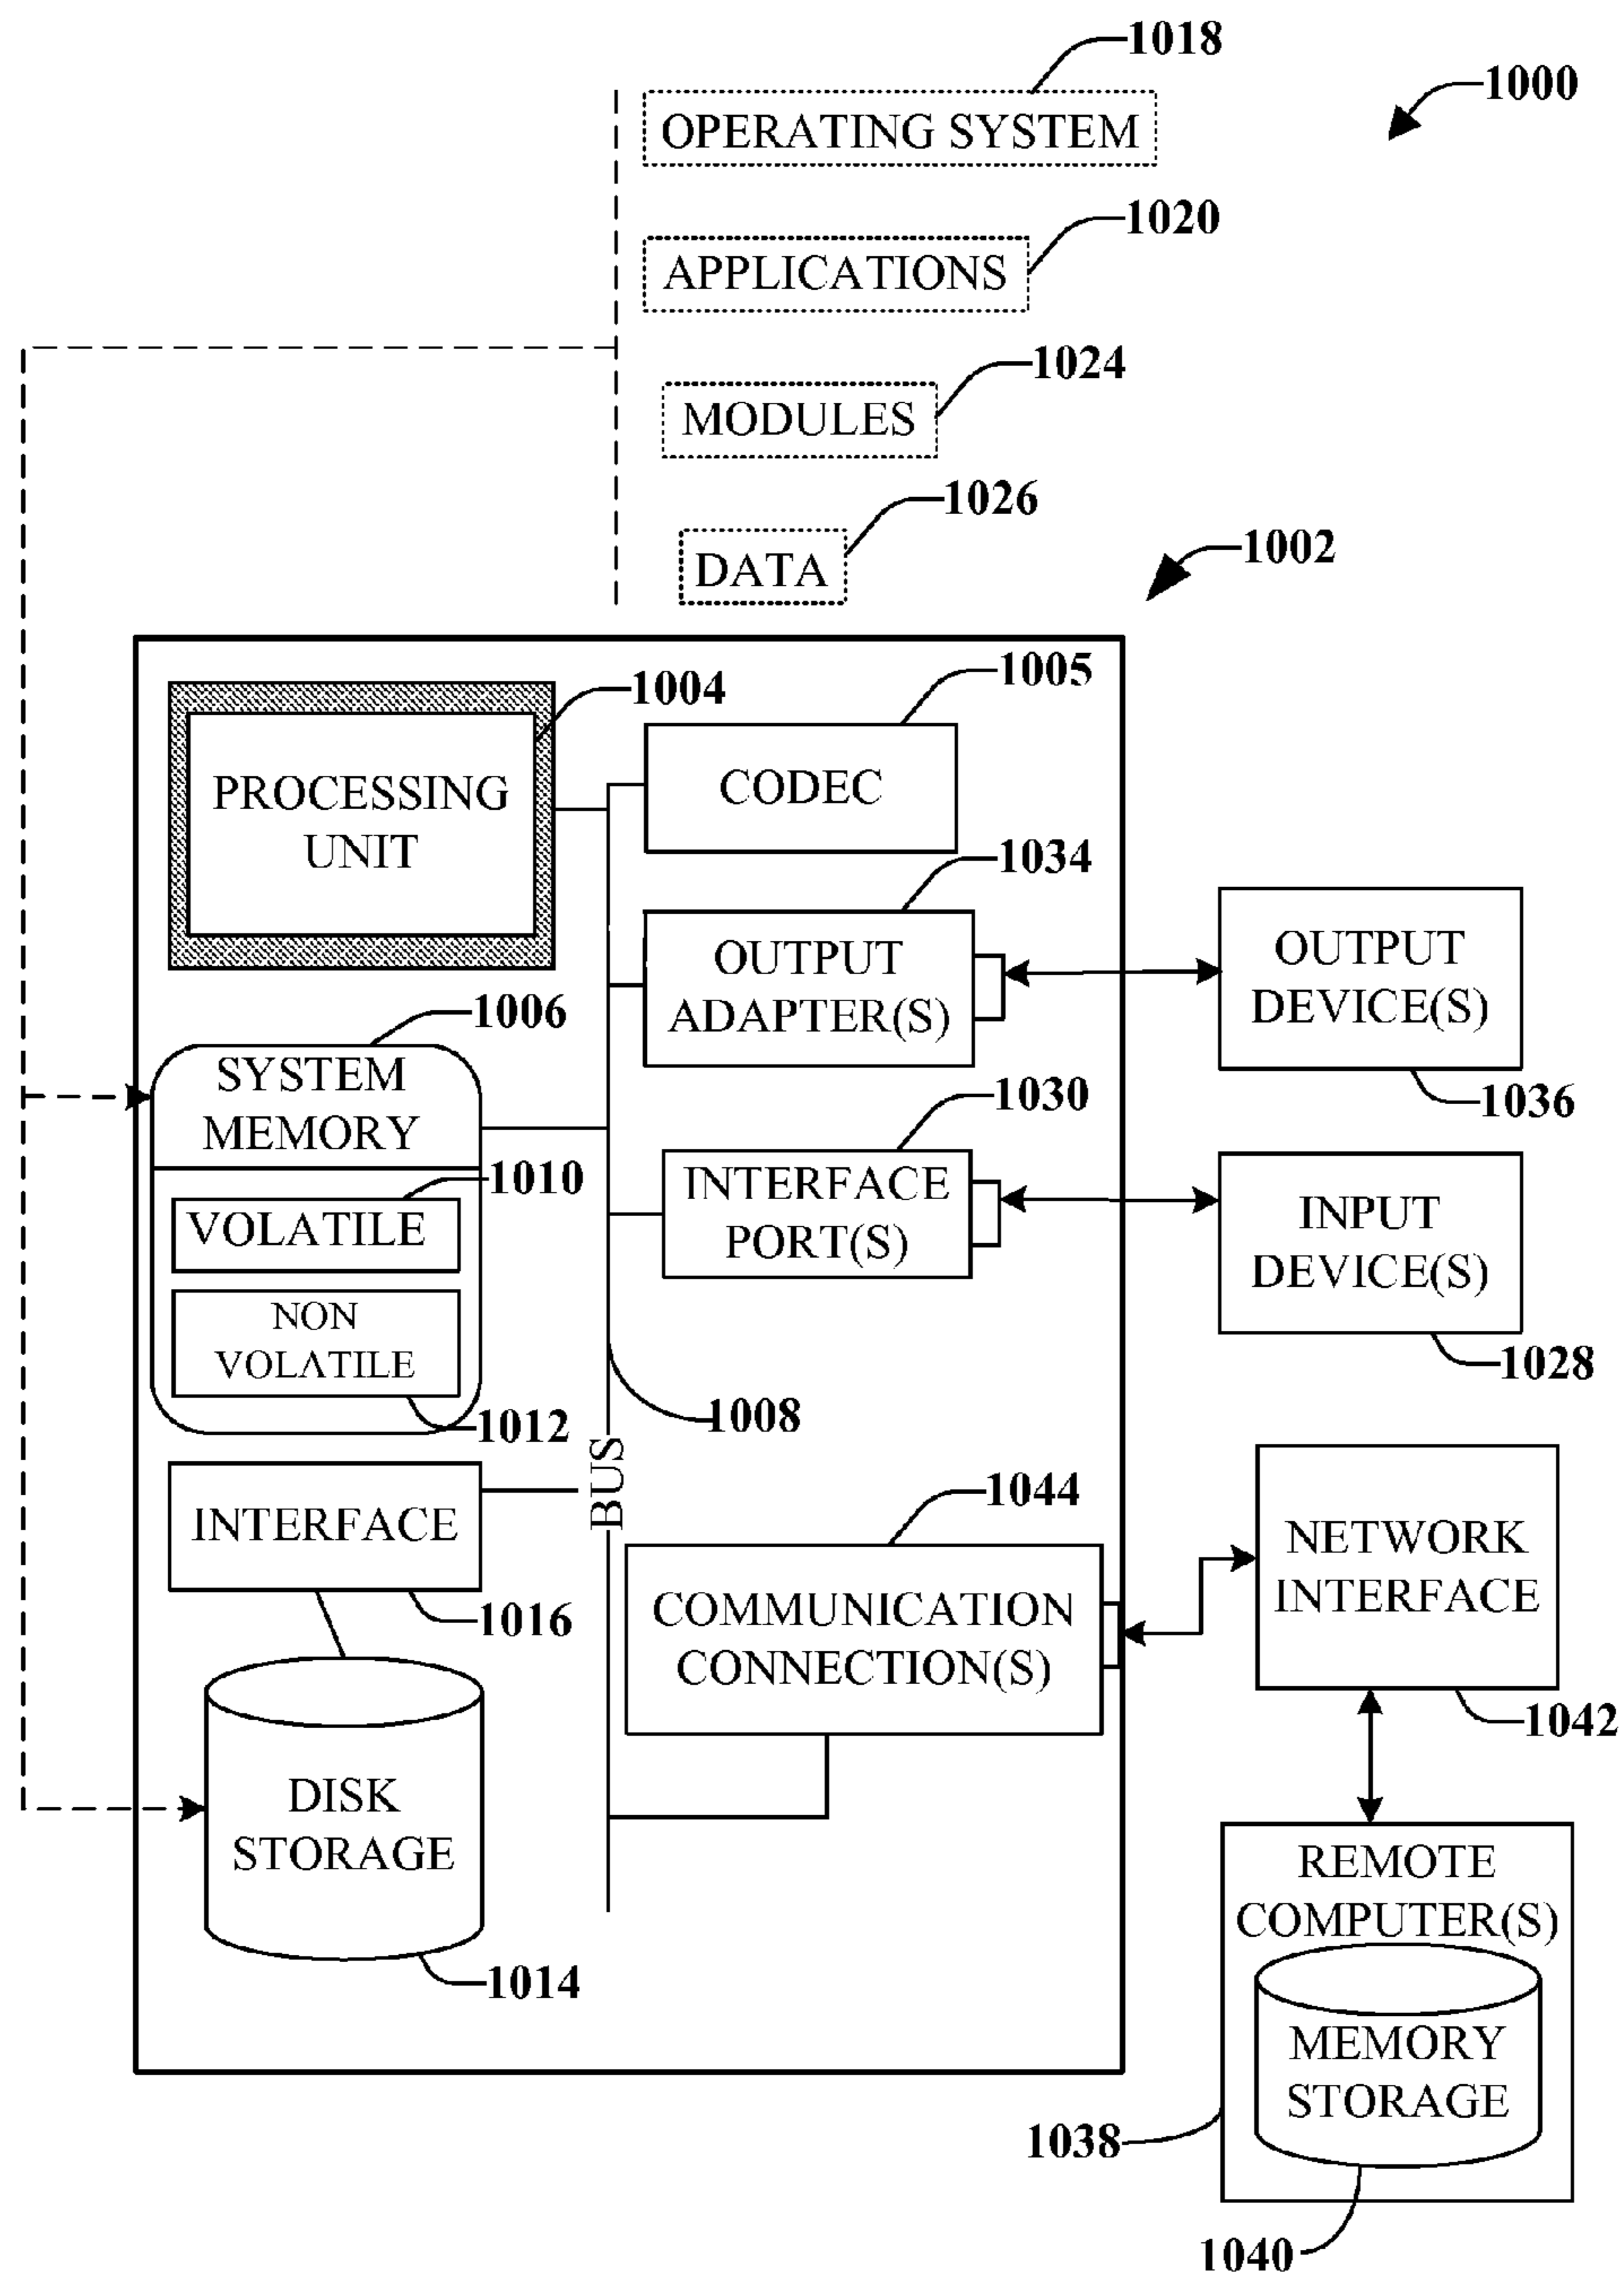 1018
1000
OPERATING SYSTEM
1020
APPLICATIONS
1024
MODULES
1026
DATA
1002
1004
1005
PROCESSING
UNIT
CODEC
1034
OUTPUT
ADAPTER(S)
OUTPUT
DEVICE(S)
1036
1006
SYSTEM
MEMORY
1010
VOLATILE
NON
VOLATILE
1012
1030
INTERFACE
PORT(S)
INPUT
DEVICE(S)
1028
1008
BUS
INTERFACE
1016
1044
COMMUNICATION
CONNECTION(S)
NETWORK
INTERFACE
1042
DISK
STORAGE
1014
REMOTE
COMPUTER(S)
MEMORY
STORAGE
1038
1040